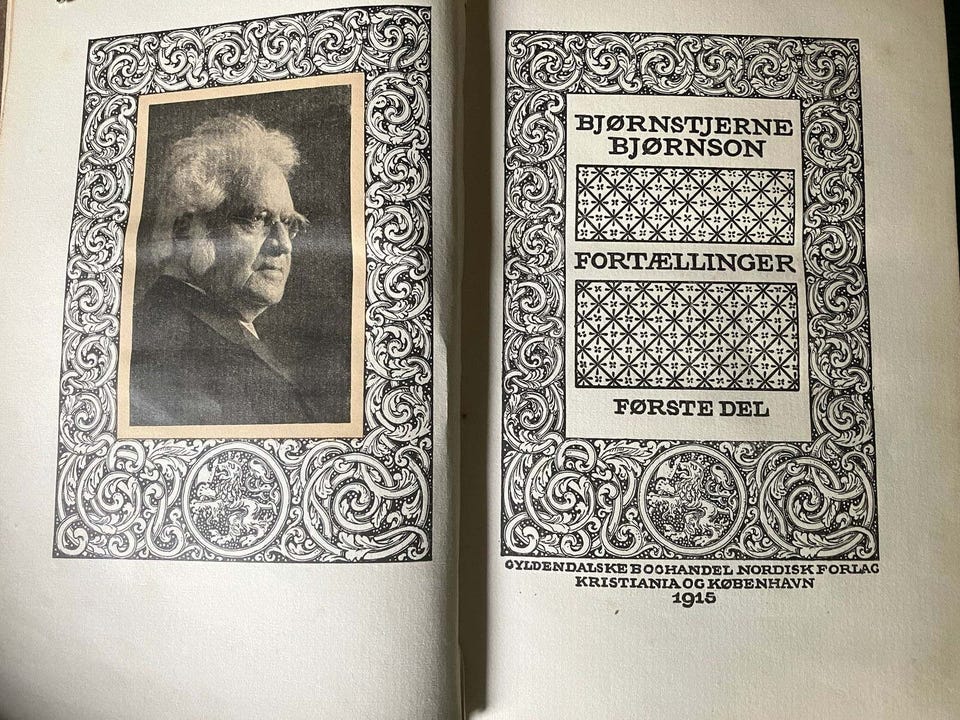 BJØRNSTJERNE
BJØRNSON
FORTÆLLINGER
FØRSTE DEL
GYLDENDALSKE BOGHANDEL NORDISK FORLAG
KRISTIANIA OG KØBENHAVN
1915